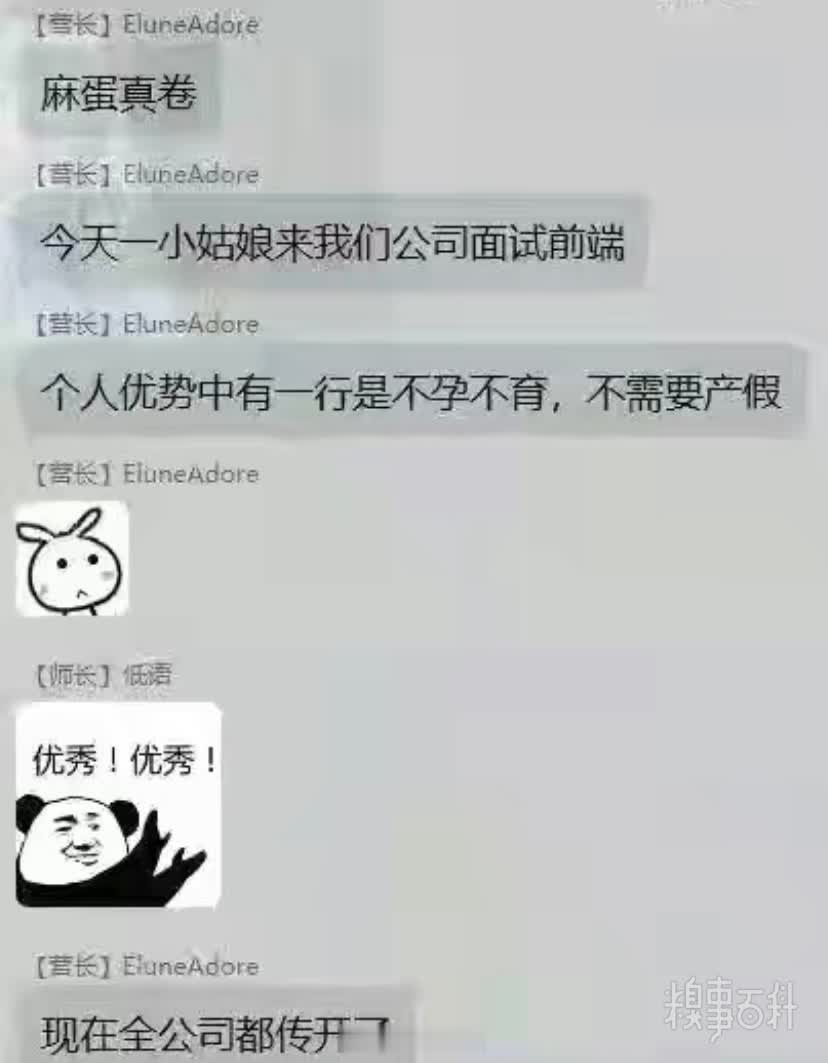 【营长】EluneAdore
麻蛋真卷
【营长】EluneAdore
今天一小姑娘来我们公司面试前端
【营长】EluneAdore
个人优势中有一行是不孕不育，不需要产假
【营长】EluneAdore
【师长】低语
优秀！优秀！
【营长】EluneAdore
现在全公司都传开了
糗事百科